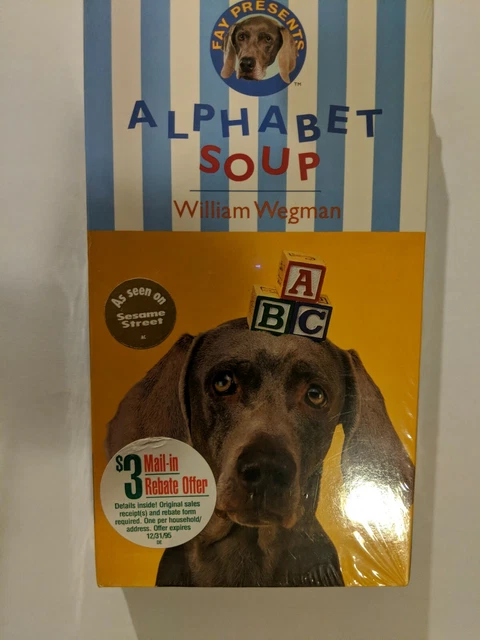 FAY PRESENTS
™
ALPHABET
SOUP
William Wegman
A
B C
As seen on
Sesame
Street
$3 Mail-in
Rebate Offer
Details inside! Original sales
receipt(s) and rebate form
required. One per household/
address. Offer expires
12/31/95